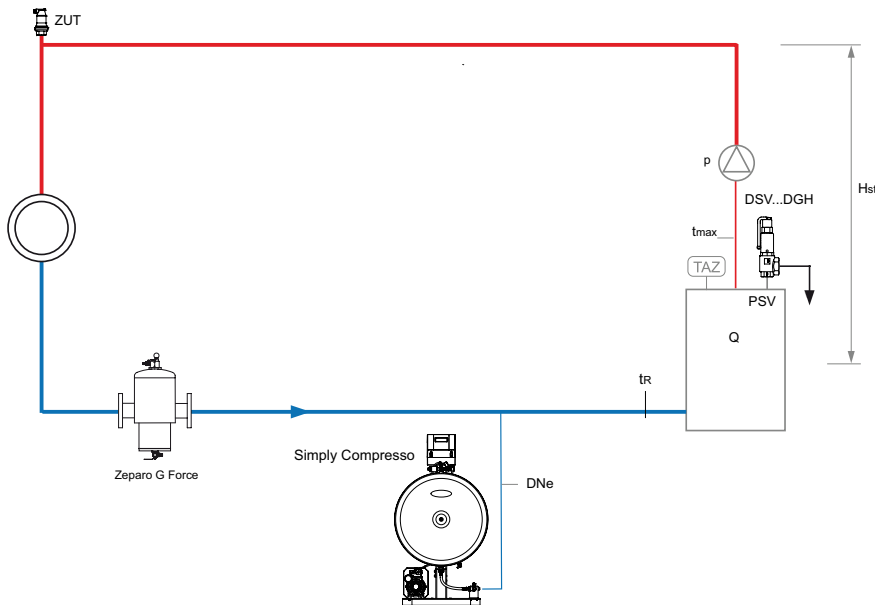 ZUT
p
Hst
DSV...DGH
tmax
TAZ
PSV
Q
tR
Simply Compresso
Zeparo G Force
DNe